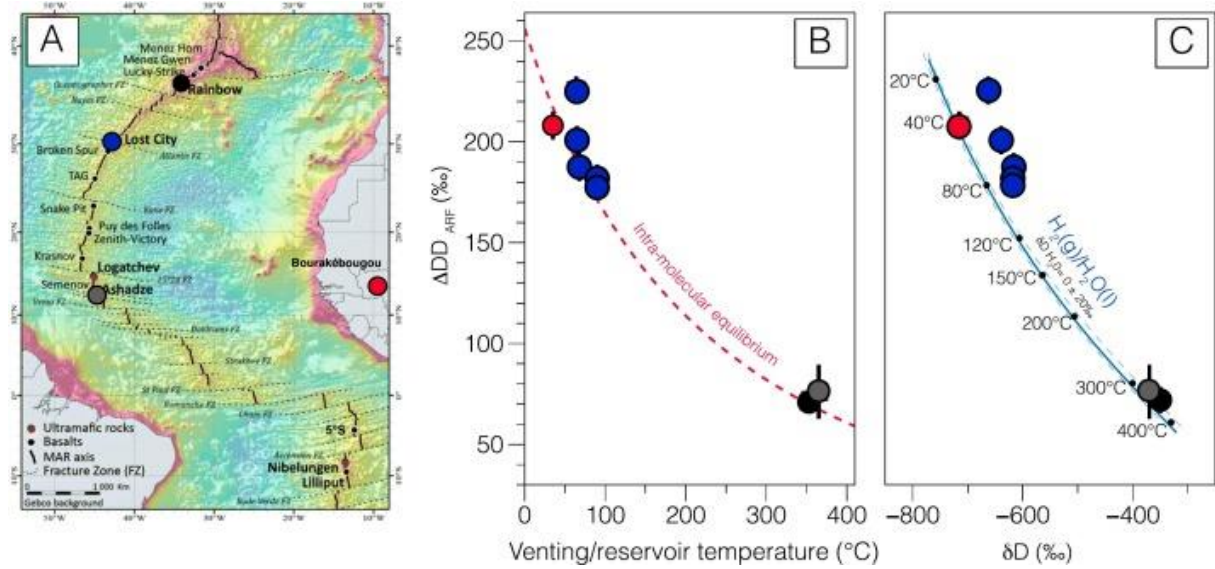 A
Menez Hom
Menez Gwen
Lucky-Strike
Rainbow
Oceanographer FZ
Hayes FZ
Lost City
Broken Spur
Atlantis FZ
TAG
Snake Pit
Kane FZ
Puy des Folles
Zenith-Victory
Krasnov
Logatchev
Bourakébougou
Semenov
Ashadze
Vema FZ
Doldrums FZ
Strakhov FZ
St Paul FZ
Romanche FZ
Chain FZ
5°S
Ascension FZ
Nibelungen
Lilliput
Bode Verde FZ
Ultramafic rocks
Basalts
MAR axis
Fracture Zone (FZ)
0 1,000 Km
Gebco background
50°W 40°W 30°W 20°W 10°W
B
ΔDD ARF (‰)
250
200
150
100
50
Intra-molecular equilibrium
0 100 200 300 400
Venting/reservoir temperature (°C)
C
20°C
40°C
80°C
120°C
150°C
200°C
300°C
400°C
H2(g)/H2O(l)
δD H2O= 0 ± 20‰
−800 −600 −400
δD (‰)